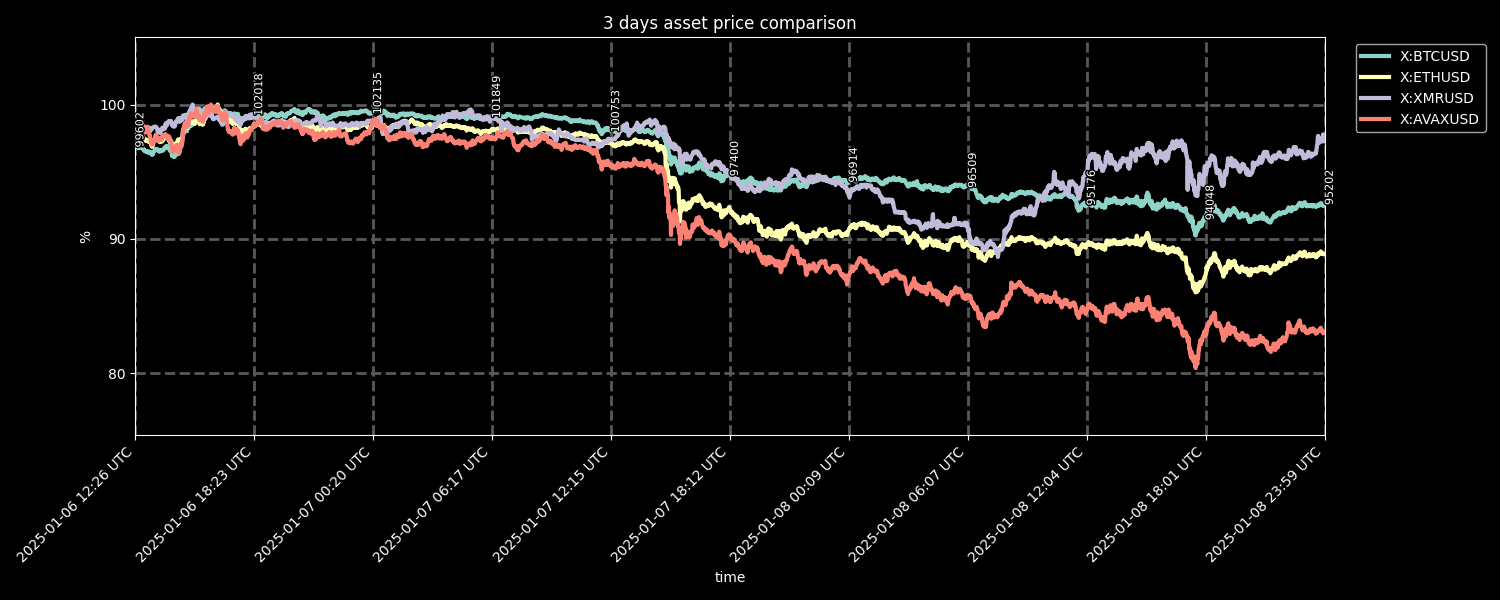 3 days asset price comparison
X:BTCUSD
X:ETHUSD
X:XMRUSD
X:AVAXUSD
100
90
80
%
99602
102018
102135
101849
100753
97400
96914
96509
95176
94048
95202
2025-01-06 12:26 UTC
2025-01-06 18:23 UTC
2025-01-07 00:20 UTC
2025-01-07 06:17 UTC
2025-01-07 12:15 UTC
2025-01-07 18:12 UTC
2025-01-08 00:09 UTC
2025-01-08 06:07 UTC
2025-01-08 12:04 UTC
2025-01-08 18:01 UTC
2025-01-08 23:59 UTC
time